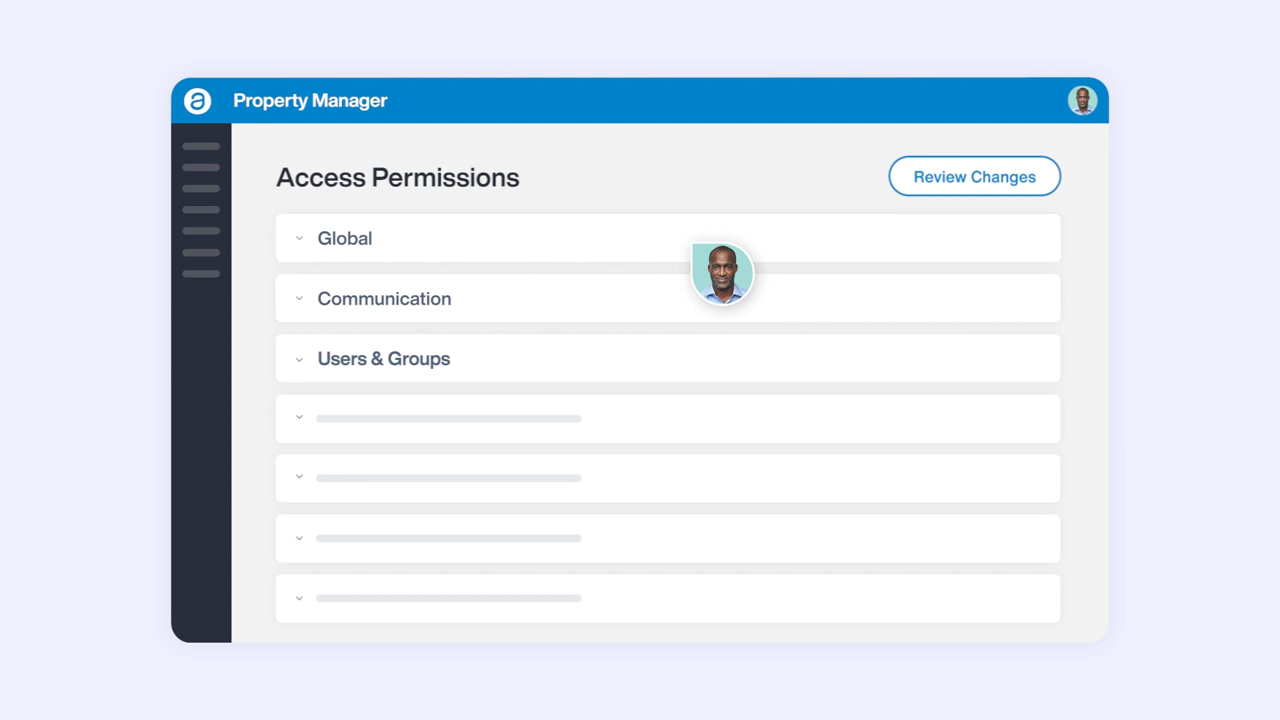 Property Manager
Access Permissions
Review Changes
Global
Communication
Users & Groups